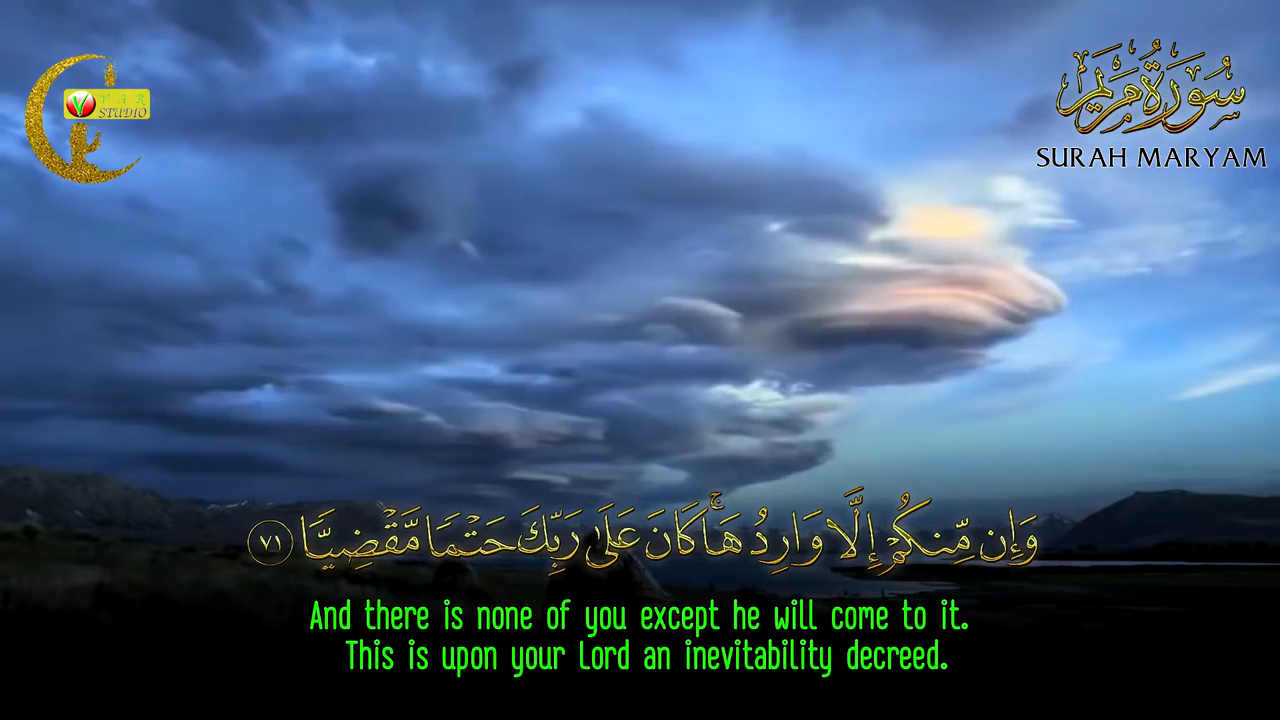 سُورَةُ مَرْيَم
SURAH MARYAM
V
V A R
STUDIO
وَإِن مِّنكُمْ إِلَّا وَارِدُهَا ۚ كَانَ عَلَىٰ رَبِّكَ حَتْمًا مَّقْضِيًّا ٧١
And there is none of you except he will come to it.
This is upon your Lord an inevitability decreed.